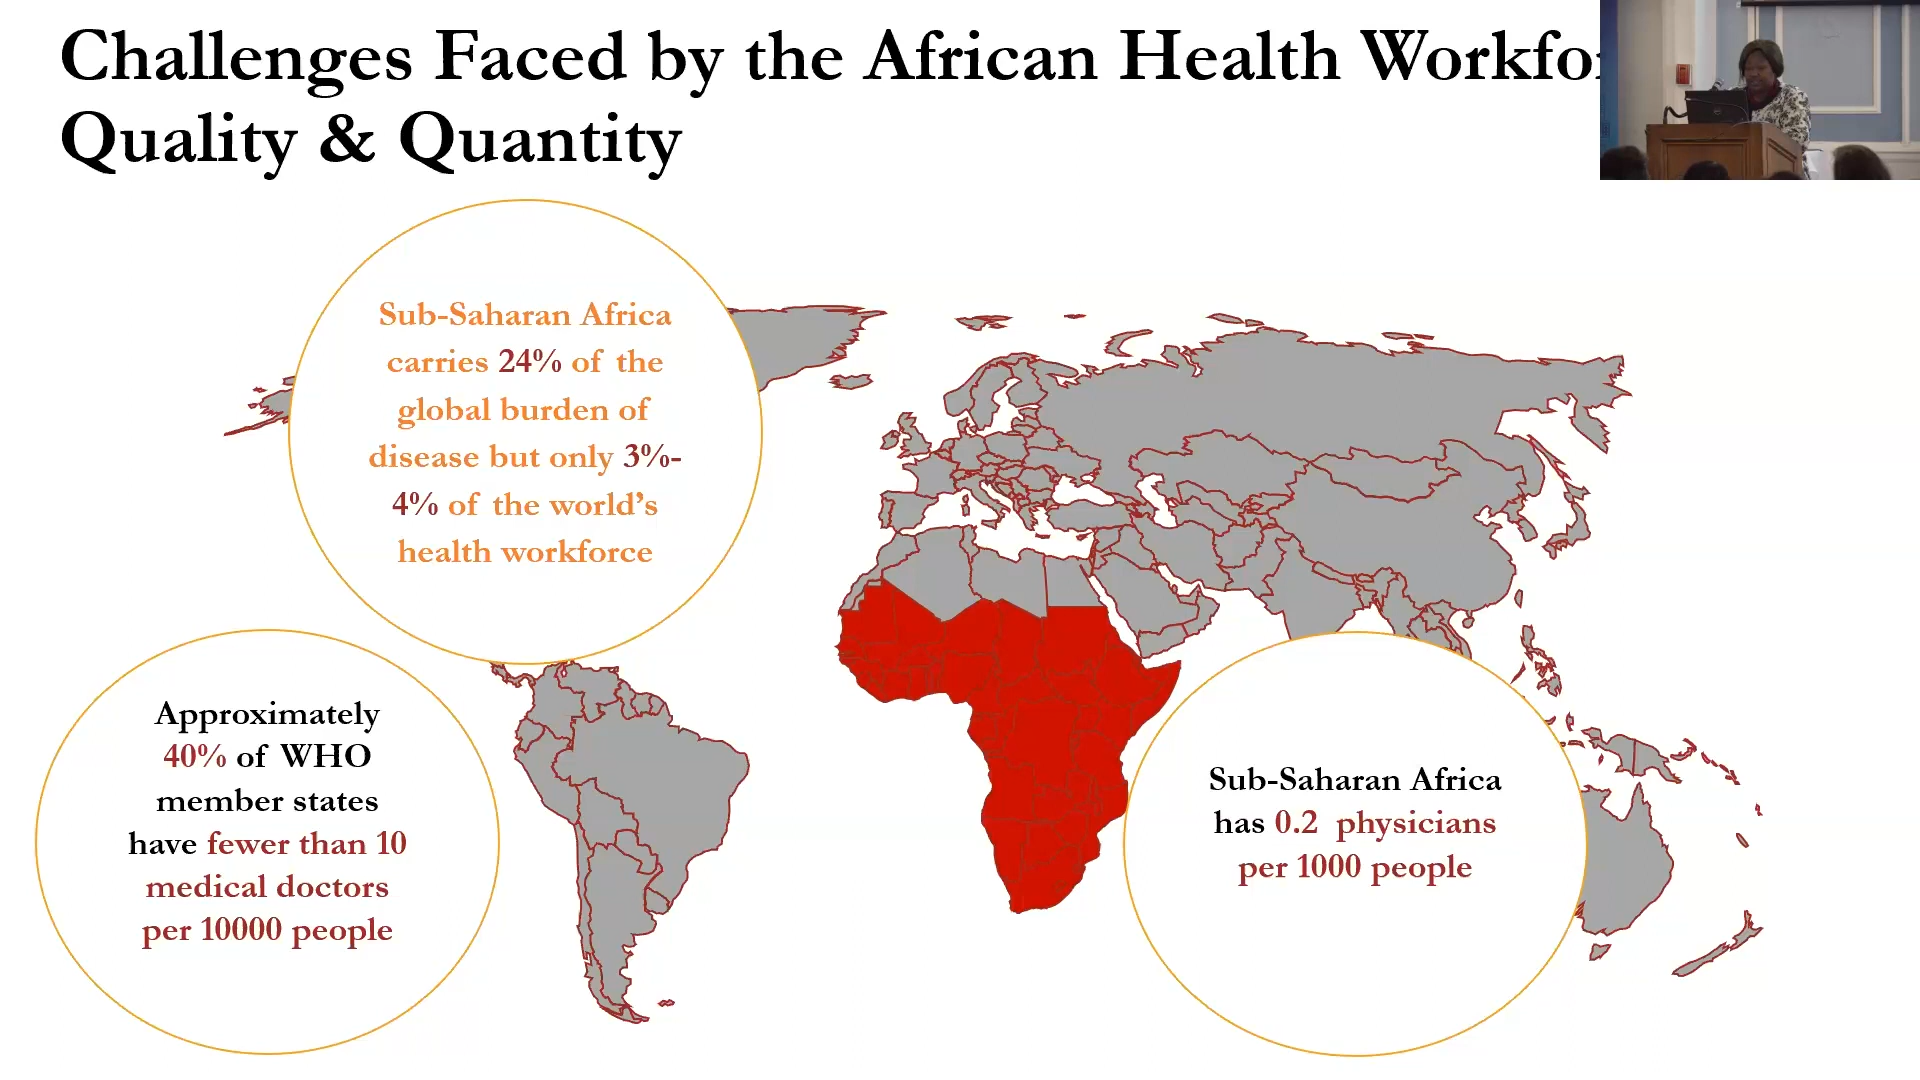 Challenges Faced by the African Health Workfo
Quality & Quantity
Sub-Saharan Africa
carries 24% of the
global burden of
disease but only 3%-
4% of the world's
health workforce
Approximately
40% of WHO
member states
have fewer than 10
medical doctors
per 10000 people
Sub-Saharan Africa
has 0.2 physicians
per 1000 people